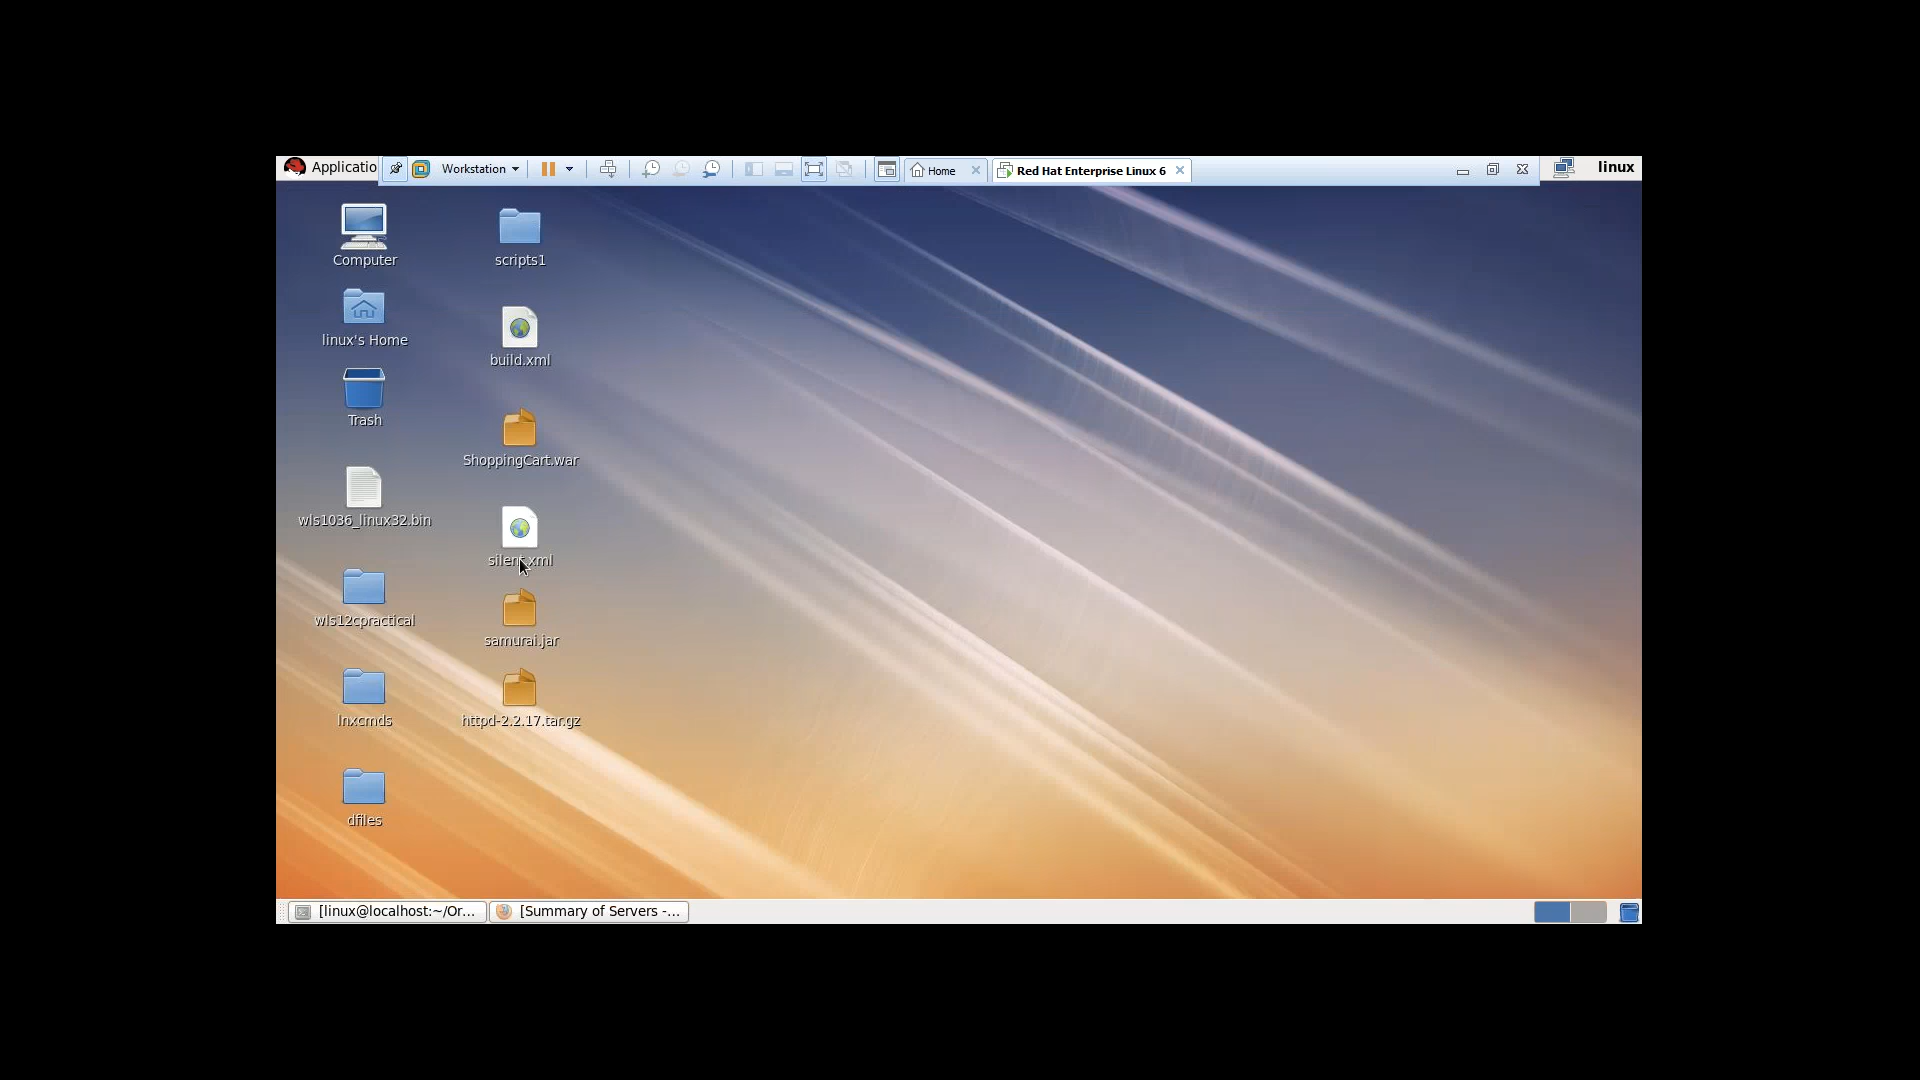 Applicatio
Workstation
Home
Red Hat Enterprise Linux 6
linux
Computer
scripts1
linux's Home
build.xml
Trash
ShoppingCart.war
wls1036_linux32.bin
silent.xml
wls12cpractical
samurai.jar
lnxcmds
httpd-2.2.17.tar.gz
dfiles
[linux@localhost:~/Or...
[Summary of Servers -...